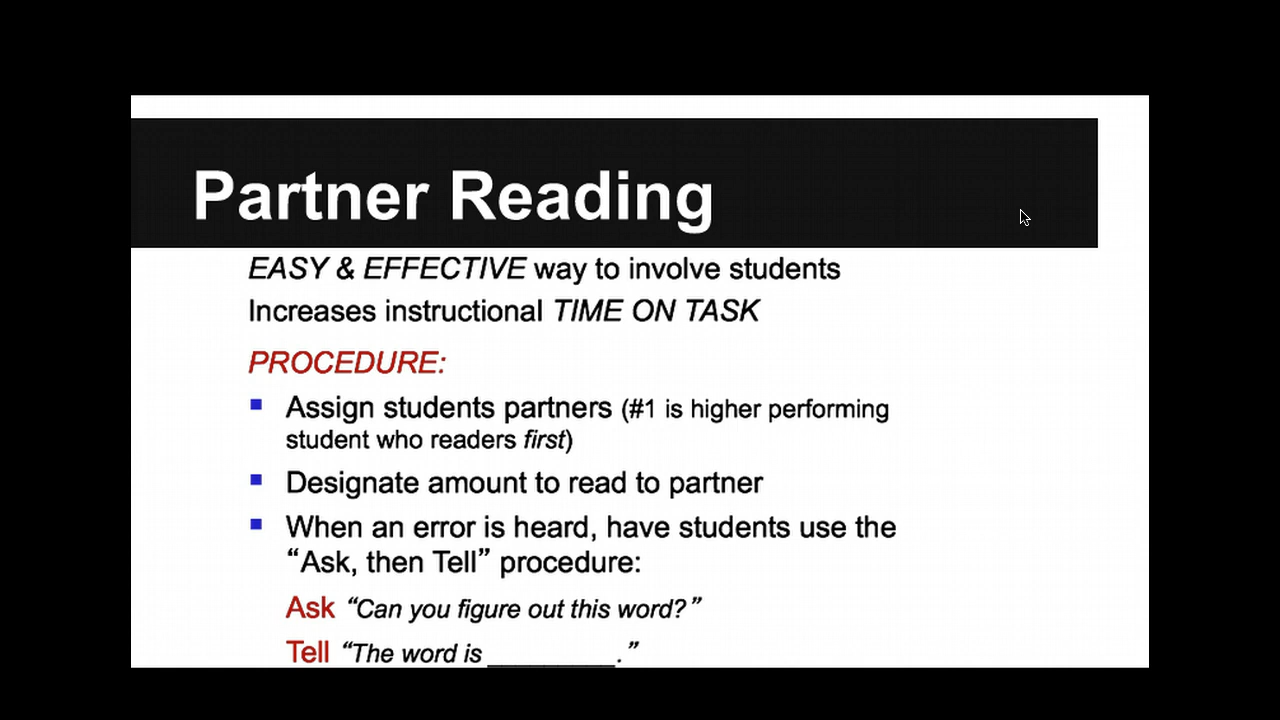 Partner Reading
EASY & EFFECTIVE way to involve students
Increases instructional TIME ON TASK
PROCEDURE:
Assign students partners (#1 is higher performing
student who readers first)
Designate amount to read to partner
When an error is heard, have students use the
“Ask, then Tell” procedure:
Ask “Can you figure out this word?”
Tell “The word is _________.”